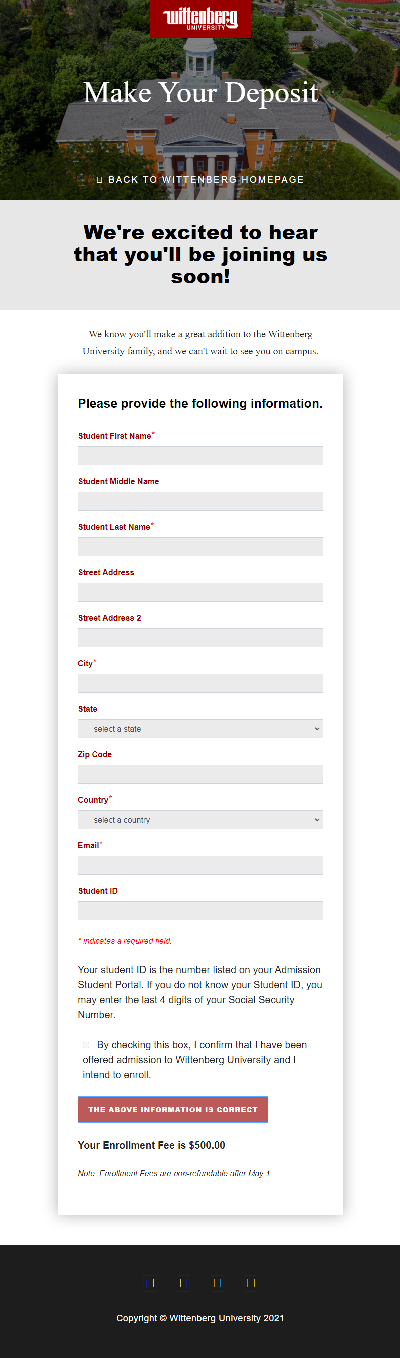 wittenberg
UNIVERSITY
Make Your Deposit
BACK TO WITTENBERG HOMEPAGE
We're excited to hear
that you'll be joining us
soon!
We know you'll make a great addition to the Wittenberg
University family, and we can't wait to see you on campus.
Please provide the following information.
Student First Name*
Student Middle Name
Student Last Name*
Street Address
Street Address 2
City*
State
select a state
Zip Code
Country*
select a country
Email*
Student ID
* indicates a required field.
Your student ID is the number listed on your Admission
Student Portal. If you do not know your Student ID, you
may enter the last 4 digits of your Social Security
Number.
By checking this box, I confirm that I have been
offered admission to Wittenberg University and I
intend to enroll.
THE ABOVE INFORMATION IS CORRECT
Your Enrollment Fee is $500.00
Note: Enrollment Fees are non-refundable after May 1
Copyright © Wittenberg University 2021